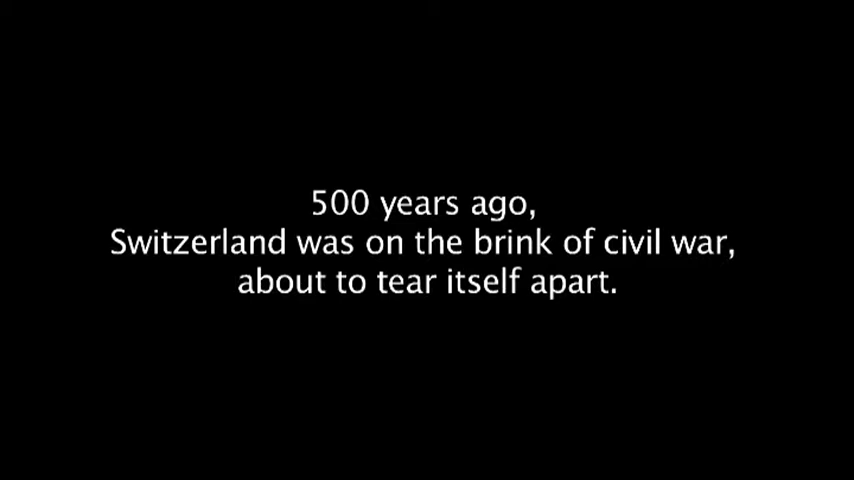 500 years ago,
Switzerland was on the brink of civil war,
about to tear itself apart.